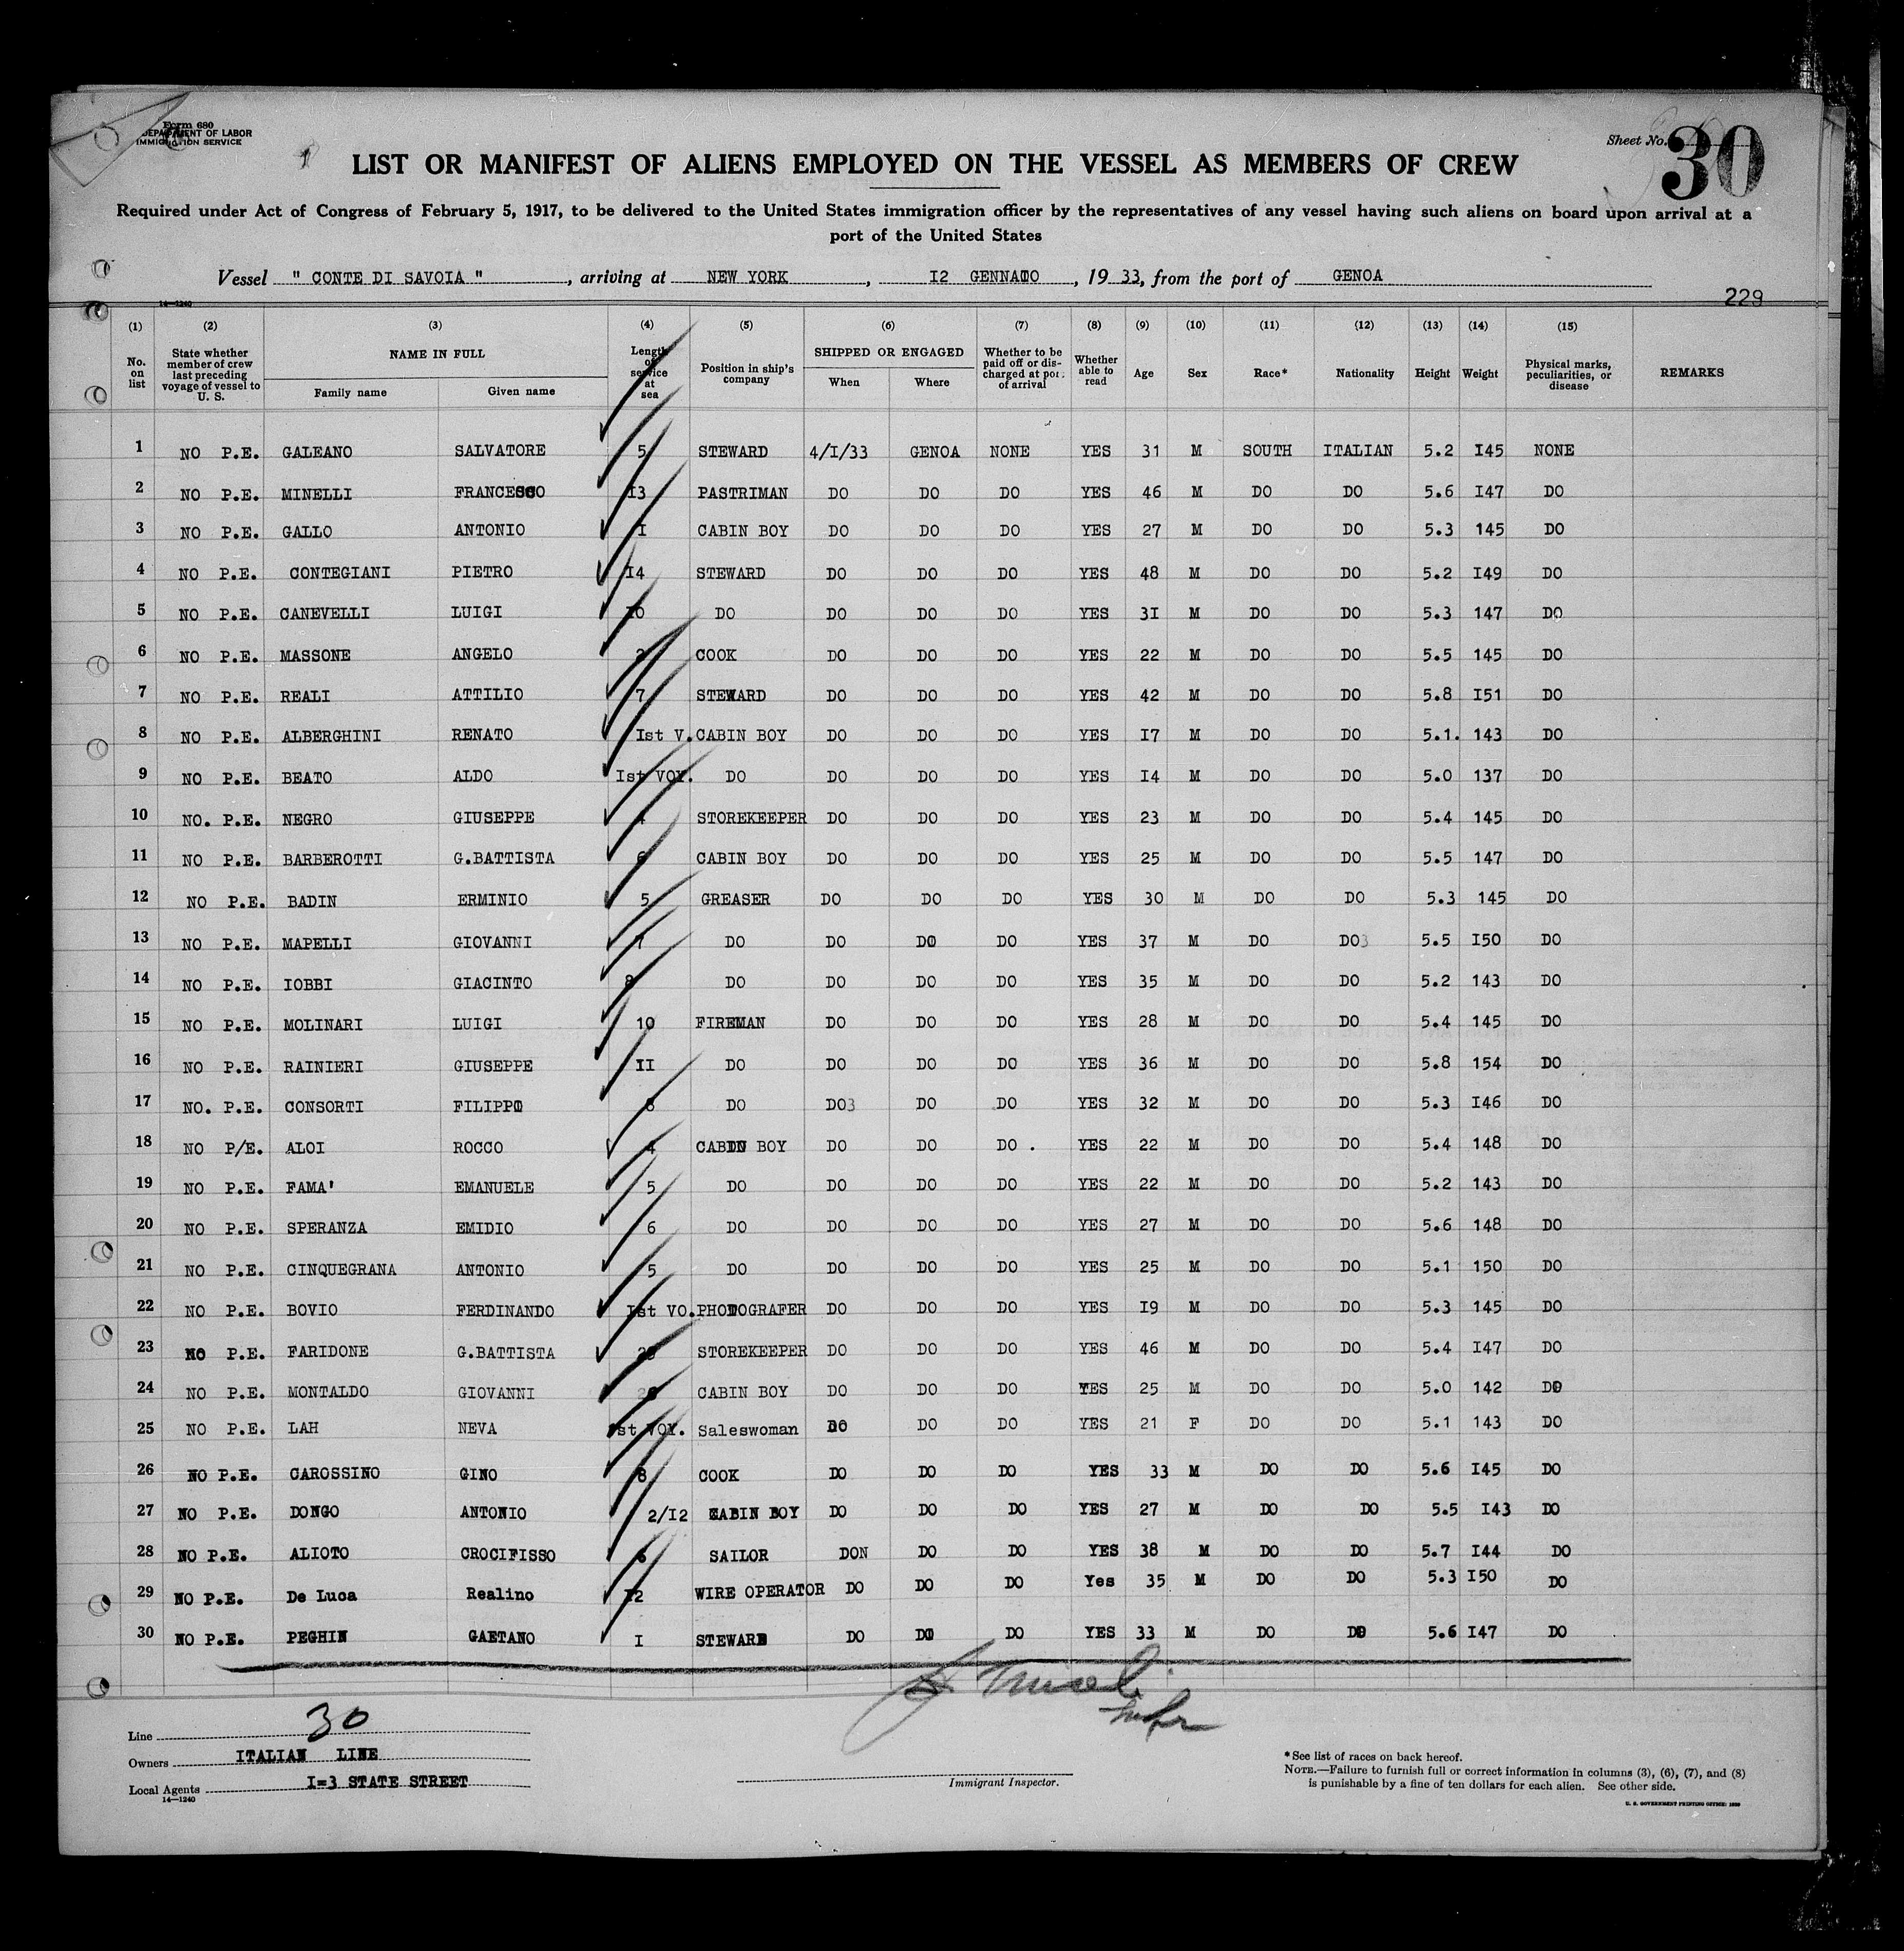 Form 680
DEPARTMENT OF LABOR
IMMIGRATION SERVICE
Sheet No. 30
LIST OR MANIFEST OF ALIENS EMPLOYED ON THE VESSEL AS MEMBERS OF CREW
Required under Act of Congress of February 5, 1917, to be delivered to the United States immigration officer by the representatives of any vessel having such aliens on board upon arrival at a
port of the United States
Vessel " CONTE DI SAVOIA " , arriving at NEW YORK , I2 GENNATO , 19 33, from the port of GENOA
229
14—1240
(1) (2) (3) (4) (5) (6) (7) (8) (9) (10) (11) (12) (13) (14) (15)
No. on list State whether member of crew last preceding voyage of vessel to U. S. NAME IN FULL Length of service at sea Position in ship's company SHIPPED OR ENGAGED Whether to be paid off or discharged at port of arrival Whether able to read Age Sex Race* Nationality Height Weight Physical marks, peculiarities, or disease REMARKS
Family name Given name When Where
1 NO P.E. GALEANO SALVATORE 5 STEWARD 4/I/33 GENOA NONE YES 31 M SOUTH ITALIAN 5.2 I45 NONE
2 NO P.E. MINELLI FRANCESCO I3 PASTRIMAN DO DO DO YES 46 M DO DO 5.6 I47 DO
3 NO P.E. GALLO ANTONIO I CABIN BOY DO DO DO YES 27 M DO DO 5.3 145 DO
4 NO P.E. CONTEGIANI PIETRO I4 STEWARD DO DO DO YES 48 M DO DO 5.2 I49 DO
5 NO P.E. CANEVELLI LUIGI I0 DO DO DO DO YES 3I M DO DO 5.3 147 DO
6 NO P.E. MASSONE ANGELO COOK DO DO DO YES 22 M DO DO 5.5 145 DO
7 NO P.E. REALI ATTILIO 7 STEWARD DO DO DO YES 42 M DO DO 5.8 I51 DO
8 NO P.E. ALBERGHINI RENATO Ist V. CABIN BOY DO DO DO YES I7 M DO DO 5.1. 143 DO
9 NO P.E. BEATO ALDO Ist VOY. DO DO DO DO YES I4 M DO DO 5.0 137 DO
10 NO. P.E. NEGRO GIUSEPPE STOREKEEPER DO DO DO YES 23 M DO DO 5.4 145 DO
11 NO P.E. BARBEROTTI G.BATTISTA 6 CABIN BOY DO DO DO YES 25 M DO DO 5.5 147 DO
12 NO P.E. BADIN ERMINIO 5 GREASER DO DO DO YES 30 M DO DO 5.3 145 DO
13 NO P.E. MAPELLI GIOVANNI 7 DO DO DO DO YES 37 M DO DO3 5.5 I50 DO
14 NO P.E. IOBBI GIACINTO 8 DO DO DO DO YES 35 M DO DO 5.2 143 DO
15 NO P.E. MOLINARI LUIGI 10 FIREMAN DO DO DO YES 28 M DO DO 5.4 145 DO
16 NO P.E. RAINIERI GIUSEPPE II DO DO DO DO YES 36 M DO DO 5.8 154 DO
17 NO. P.E. CONSORTI FILIPPO 8 DO DO3 DO DO YES 32 M DO DO 5.3 I46 DO
18 NO P/E. ALOI ROCCO 4 CABIN BOY DO DO DO . YES 22 M DO DO 5.4 148 DO
19 NO P.E. FAMA' EMANUELE 5 DO DO DO DO YES 22 M DO DO 5.2 143 DO
20 NO P.E. SPERANZA EMIDIO 6 DO DO DO DO YES 27 M DO DO 5.6 148 DO
21 NO P.E. CINQUEGRANA ANTONIO 5 DO DO DO DO YES 25 M DO DO 5.1 150 DO
22 NO P.E. BOVIO FERDINANDO Ist VO. PHOTOGRAFER DO DO DO YES I9 M DO DO 5.3 145 DO
23 NO P.E. FARIDONE G.BATTISTA STOREKEEPER DO DO DO YES 46 M DO DO 5.4 I47 DO
24 NO P.E. MONTALDO GIOVANNI CABIN BOY DO DO DO YES 25 M DO DO 5.0 142 DO
25 NO P.E. LAH NEVA Ist VOY. Saleswoman DO DO DO YES 21 F DO DO 5.1 143 DO
26 NO P.E. CAROSSINO GINO 8 COOK DO DO DO YES 33 M DO DO 5.6 I45 DO
27 NO P.E. DONGO ANTONIO 2/I2 CABIN BOY DO DO DO YES 27 M DO DO 5.5 I43 DO
28 NO P.E. ALIOTO CROCIFISSO 6 SAILOR DON DO DO YES 38 M DO DO 5.7 I44 DO
29 NO P.E. De Luca Realino I2 WIRE OPERATOR DO DO DO Yes 35 M DO DO 5.3 I50 DO
30 NO P.E. PEGHIN GAETANO I STEWARD DO DO DO YES 33 M DO DO 5.6 I47 DO
Line 30
Owners ITALIAN LINE
Local Agents I=3 STATE STREET
14—1240
Immigrant Inspector.
*See list of races on back hereof.
NOTE.—Failure to furnish full or correct information in columns (3), (6), (7), and (8)
is punishable by a fine of ten dollars for each alien. See other side.
U. S. GOVERNMENT PRINTING OFFICE: 1930